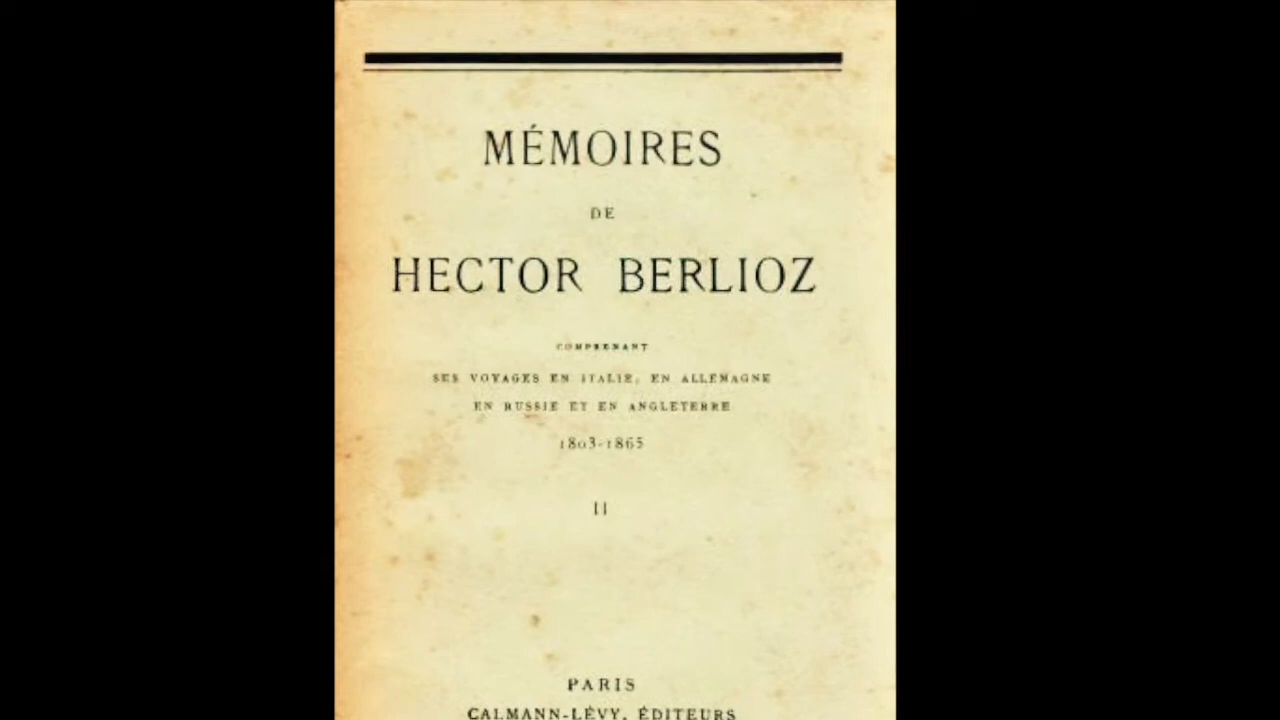 MÉMOIRES
DE
HECTOR BERLIOZ
COMPRENANT
SES VOYAGES EN ITALIE, EN ALLEMAGNE
EN RUSSIE ET EN ANGLETERRE
1803-1865
II
PARIS
CALMANN-LÉVY, ÉDITEURS